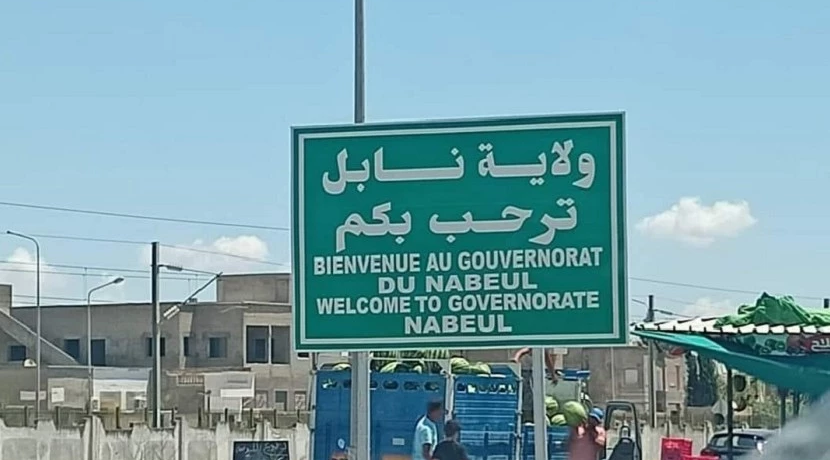 ولاية نابل
ترحب بكم
BIENVENUE AU GOUVERNORAT
DU NABEUL
WELCOME TO GOVERNORATE
NABEUL